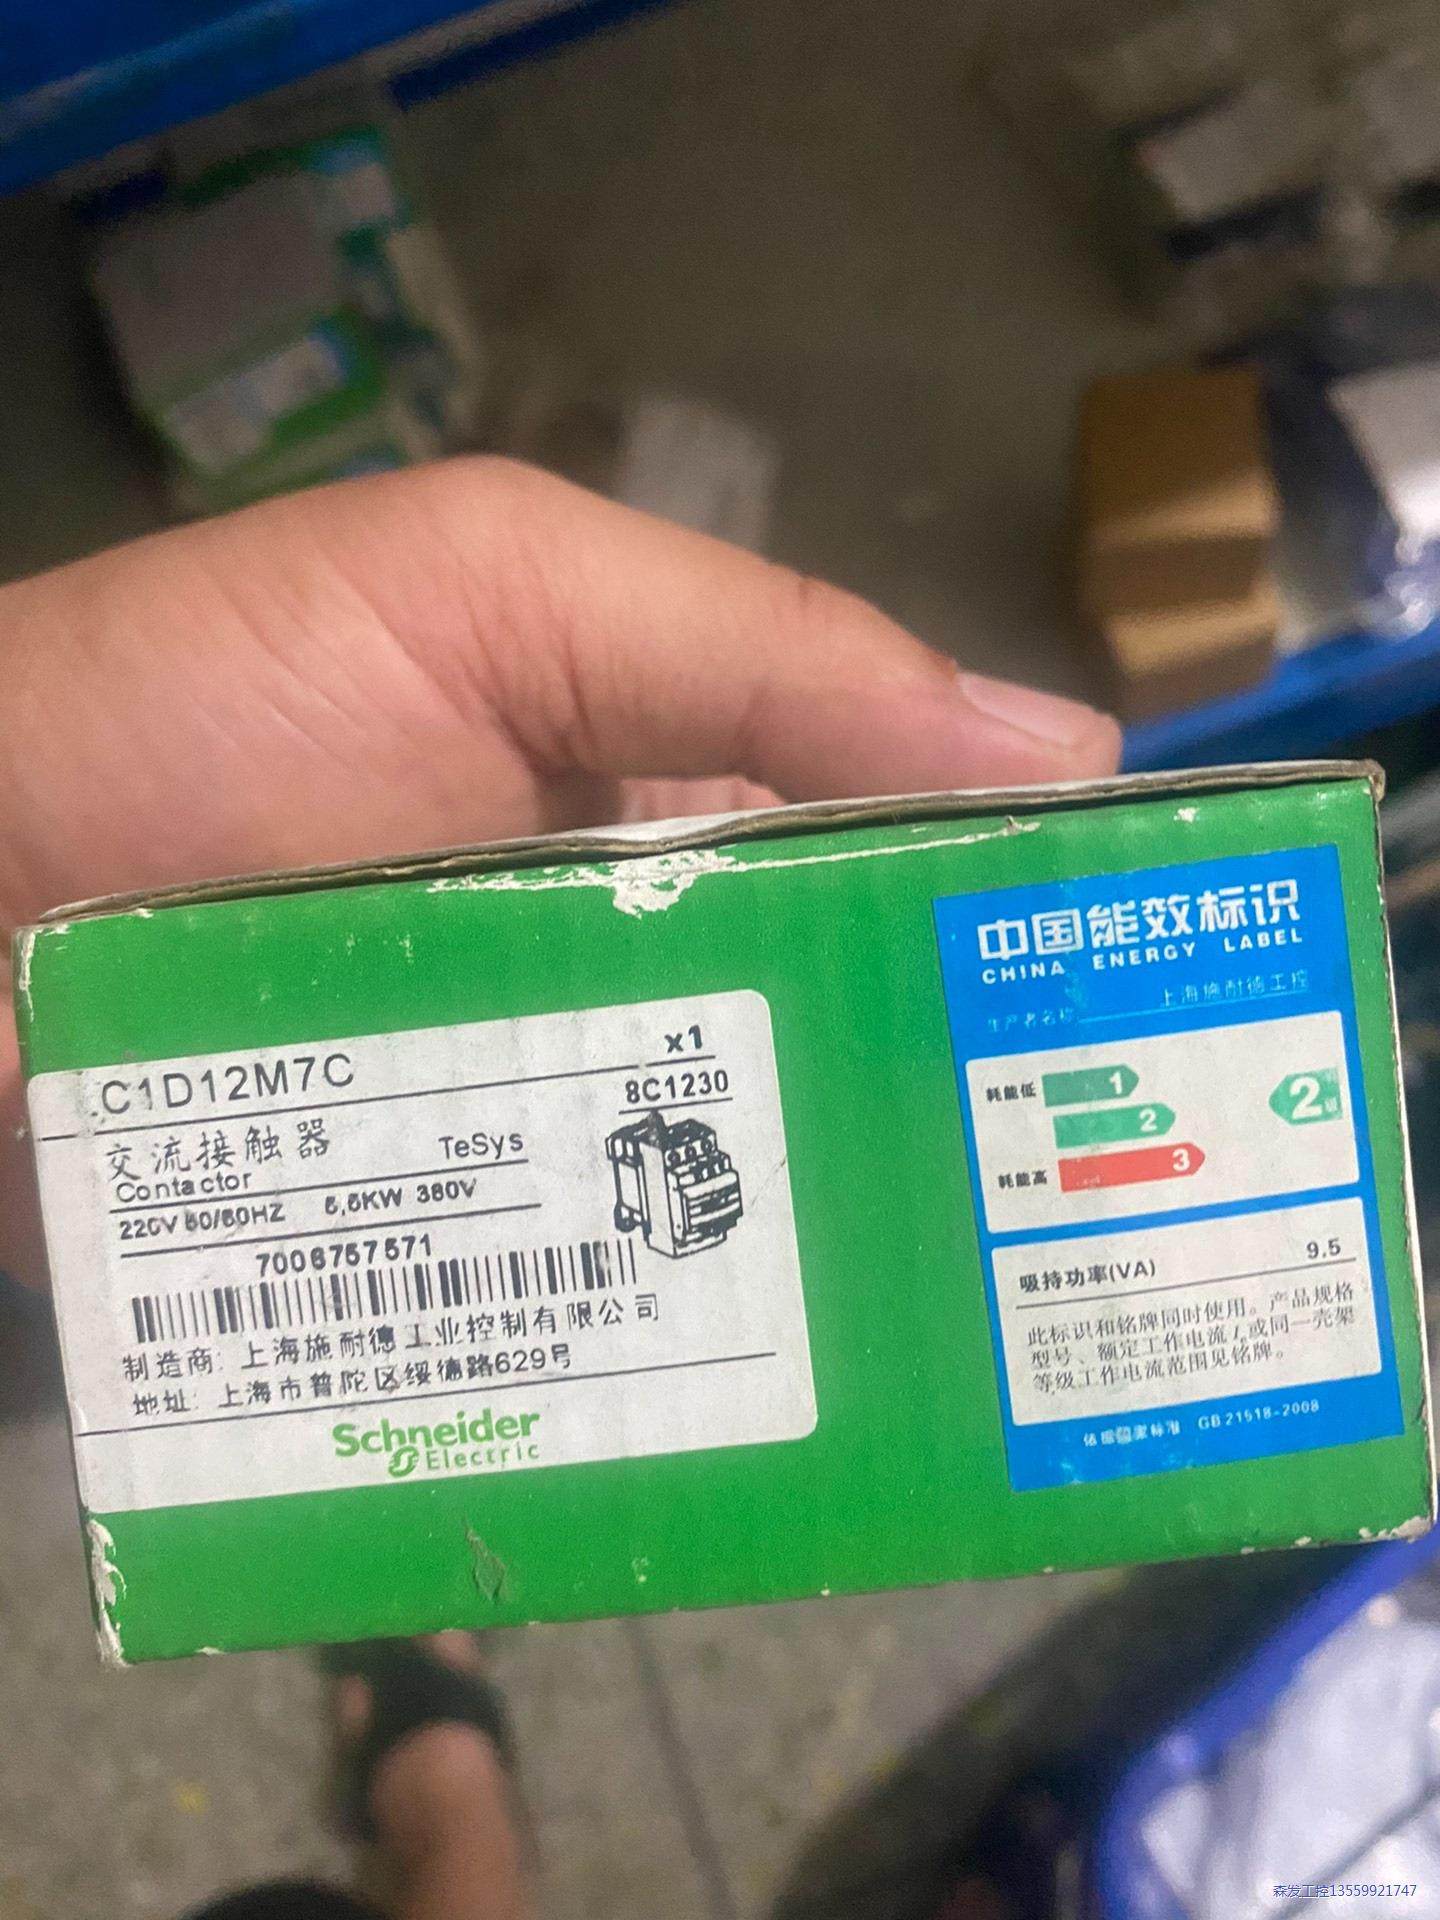 中国能效标识
CHINA ENERGY LABEL
生产者名称 上海施耐德工控
耗能低 1
2
耗能高 3
2级
吸持功率(VA) 9.5
此标识和铭牌同时使用。产品规格
型号、额定工作电流Iₑ或同一壳架
等级工作电流范围见铭牌。
依据国家标准 GB 21518-2008
x1
.C1D12M7C
8C1230
交流接触器 TeSys
Contactor
220V 50/60HZ 5,5KW 380V
7006757571
制造商: 上海施耐德工业控制有限公司
地址: 上海市普陀区绥德路629号
Schneider
Electric
森发工控13559921747